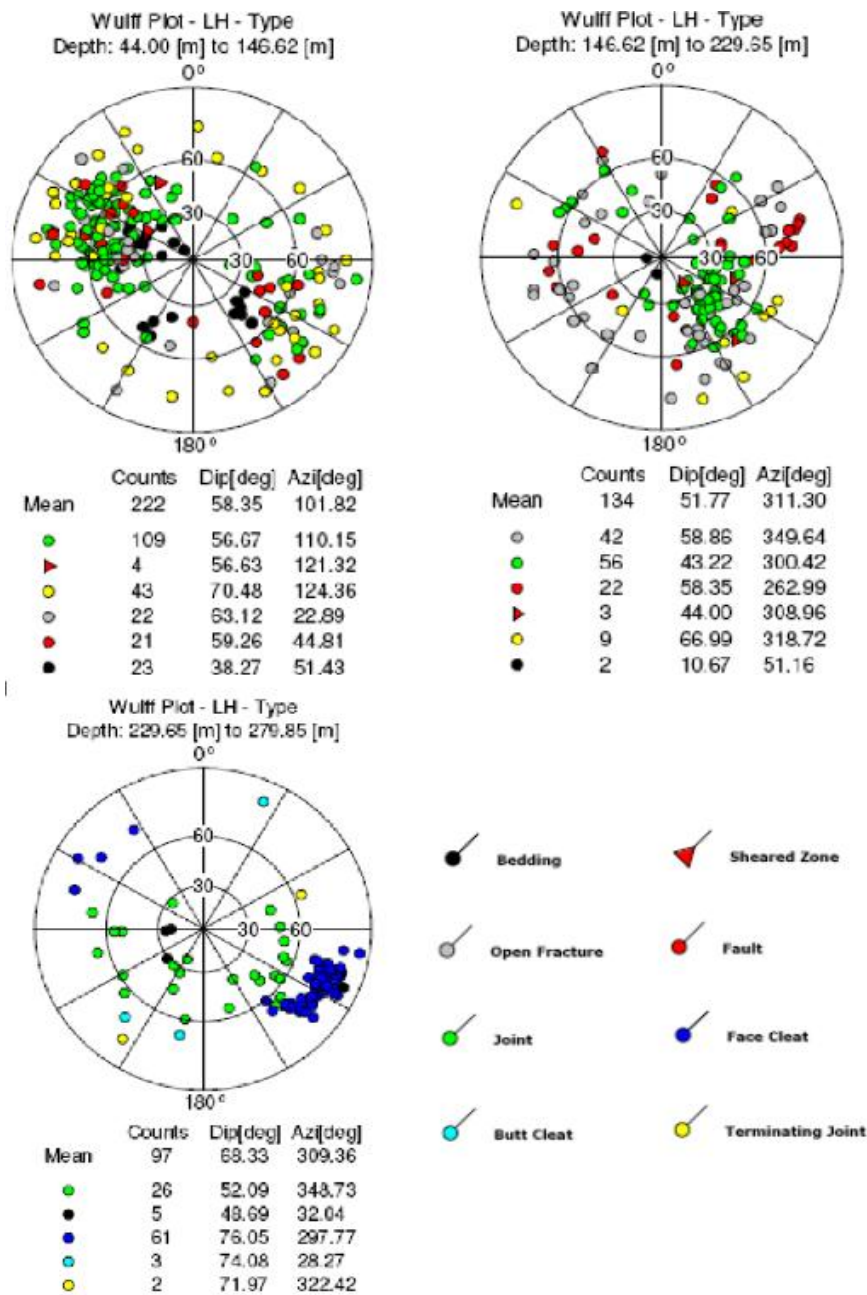 Wulff Plot - LH - Type
Depth: 44.00 [m] to 146.62 [m]
0°
60
30
30
60
180°
Counts Dip[deg] Azi[deg]
Mean 222 58.35 101.82
109 56.67 110.15
4 56.63 121.32
43 70.48 124.36
22 63.12 22.89
21 59.26 44.81
23 38.27 51.43
Wulff Plot - LH - Type
Depth: 146.62 [m] to 229.65 [m]
0°
60
30
30
60
180°
Counts Dip[deg] Azi[deg]
Mean 134 51.77 311.30
42 58.86 349.64
56 43.22 300.42
22 58.35 262.99
3 44.00 308.96
9 66.99 318.72
2 10.67 51.16
Wulff Plot - LH - Type
Depth: 229.65 [m] to 279.85 [m]
0°
60
30
30
60
180°
Counts Dip[deg] Azi[deg]
Mean 97 68.33 309.36
26 52.09 348.73
5 48.69 32.04
61 76.05 297.77
3 74.08 28.27
2 71.97 322.42
Bedding
Sheared Zone
Open Fracture
Fault
Joint
Face Cleat
Butt Cleat
Terminating Joint